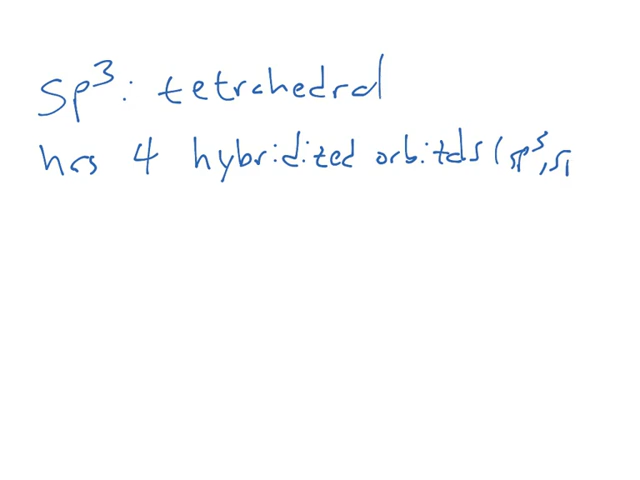 sp³: tetrahedral
has 4 hybridized orbitals (sp³, s